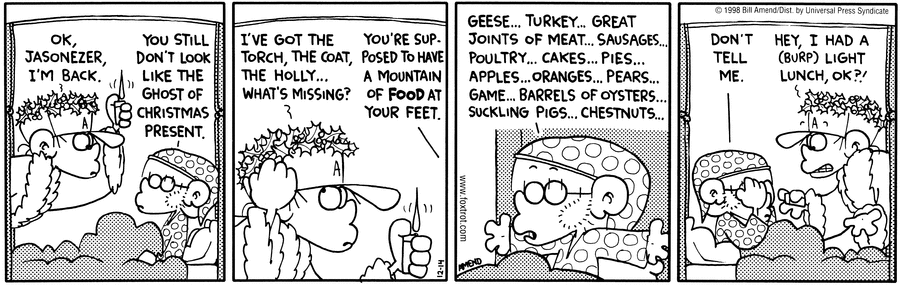 © 1998 Bill Amend/Dist. by Universal Press Syndicate
OK,
JASONEZER,
I'M BACK.
YOU STILL
DON'T LOOK
LIKE THE
GHOST OF
CHRISTMAS
PRESENT.
I'VE GOT THE
TORCH, THE COAT,
THE HOLLY...
WHAT'S MISSING?
YOU'RE SUP-
POSED TO HAVE
A MOUNTAIN
OF FOOD AT
YOUR FEET.
A
12-14
GEESE... TURKEY... GREAT
JOINTS OF MEAT... SAUSAGES...
POULTRY... CAKES... PIES...
APPLES... ORANGES... PEARS...
GAME... BARRELS OF OYSTERS...
SUCKLING PIGS... CHESTNUTS...
www.foxtrot.com
AMEND
DON'T
TELL
ME.
HEY, I HAD A
(BURP) LIGHT
LUNCH, OK?!
A